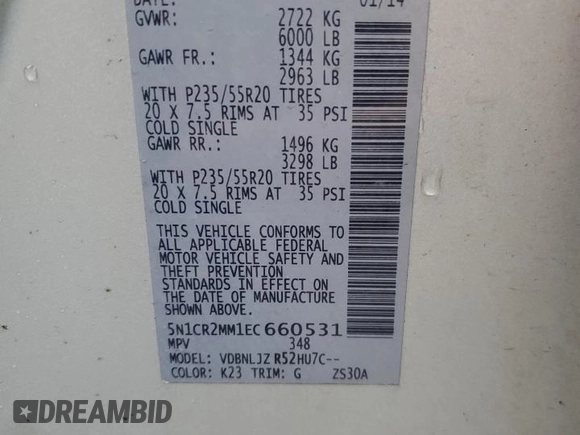 DATE: 01/14
GVWR: 2722 KG
6000 LB
GAWR FR.: 1344 KG
2963 LB
WITH P235/55R20 TIRES
20 X 7.5 RIMS AT 35 PSI
COLD SINGLE
GAWR RR.: 1496 KG
3298 LB
WITH P235/55R20 TIRES
20 X 7.5 RIMS AT 35 PSI
COLD SINGLE
THIS VEHICLE CONFORMS TO
ALL APPLICABLE FEDERAL
MOTOR VEHICLE SAFETY AND
THEFT PREVENTION
STANDARDS IN EFFECT ON
THE DATE OF MANUFACTURE
SHOWN ABOVE.
5N1CR2MM1EC660531
MPV 348
MODEL: VDBNLJZ R52HU7C--
COLOR: K23 TRIM: G ZS30A
DREAMBID